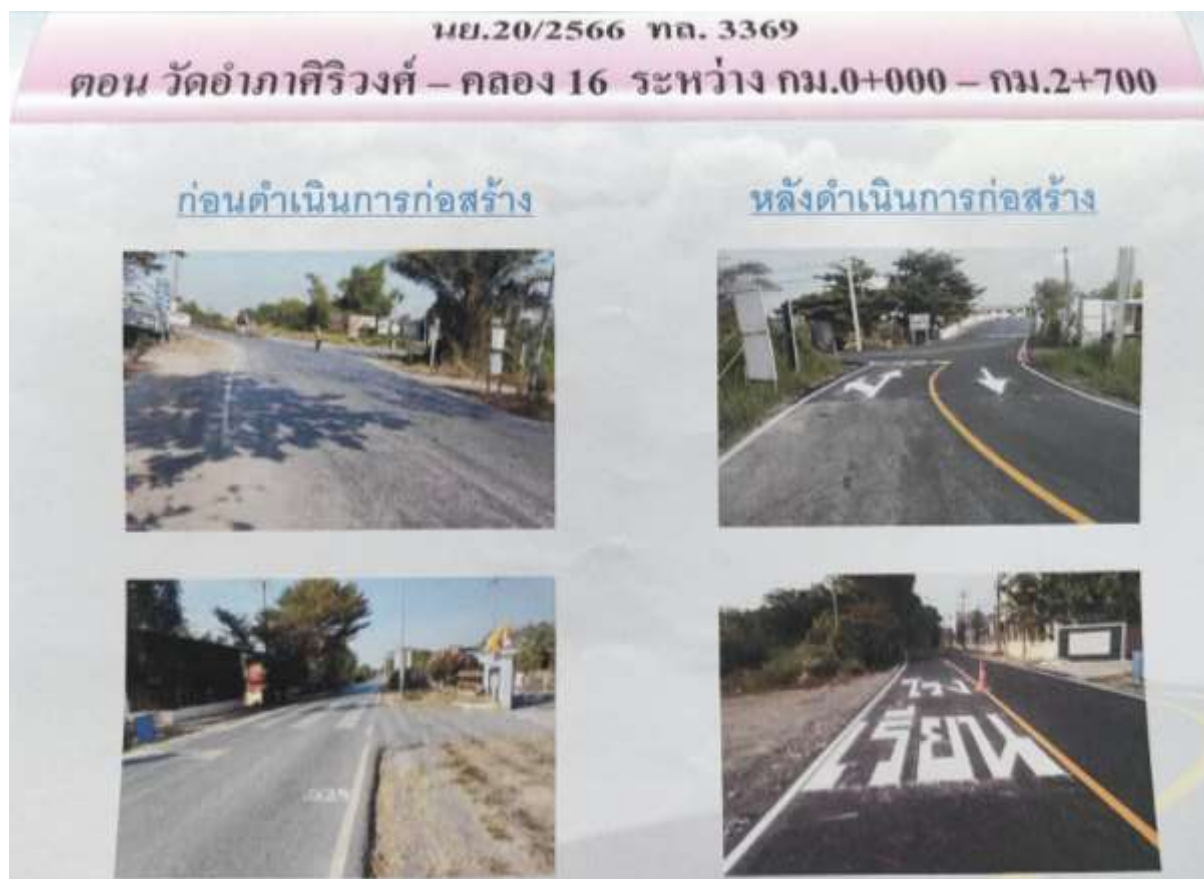 นย.20/2566 ทล. 3369
ตอน วัดอำภาศิริวงศ์ – คลอง 16 ระหว่าง กม.0+000 – กม.2+700
ก่อนดำเนินการก่อสร้าง
หลังดำเนินการก่อสร้าง
โรง
เรียน